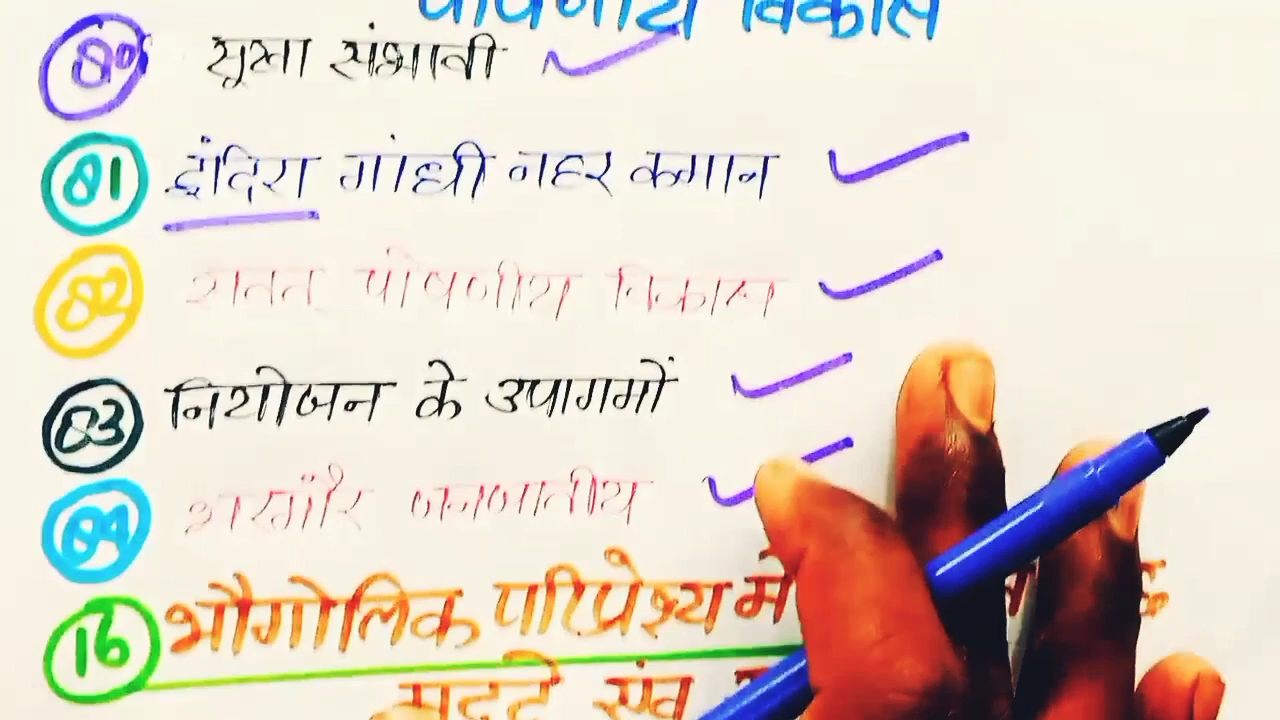 पोषणीय विकास
80 सूखा संभावी
81 इंदिरा गांधी नहर कमान
82 सतत् पोषणीय विकास
83 नियोजन के उपागमों
84 भरमौर जनजातीय
16 भौगोलिक परिप्रेश्य में
मुद्दे एंव